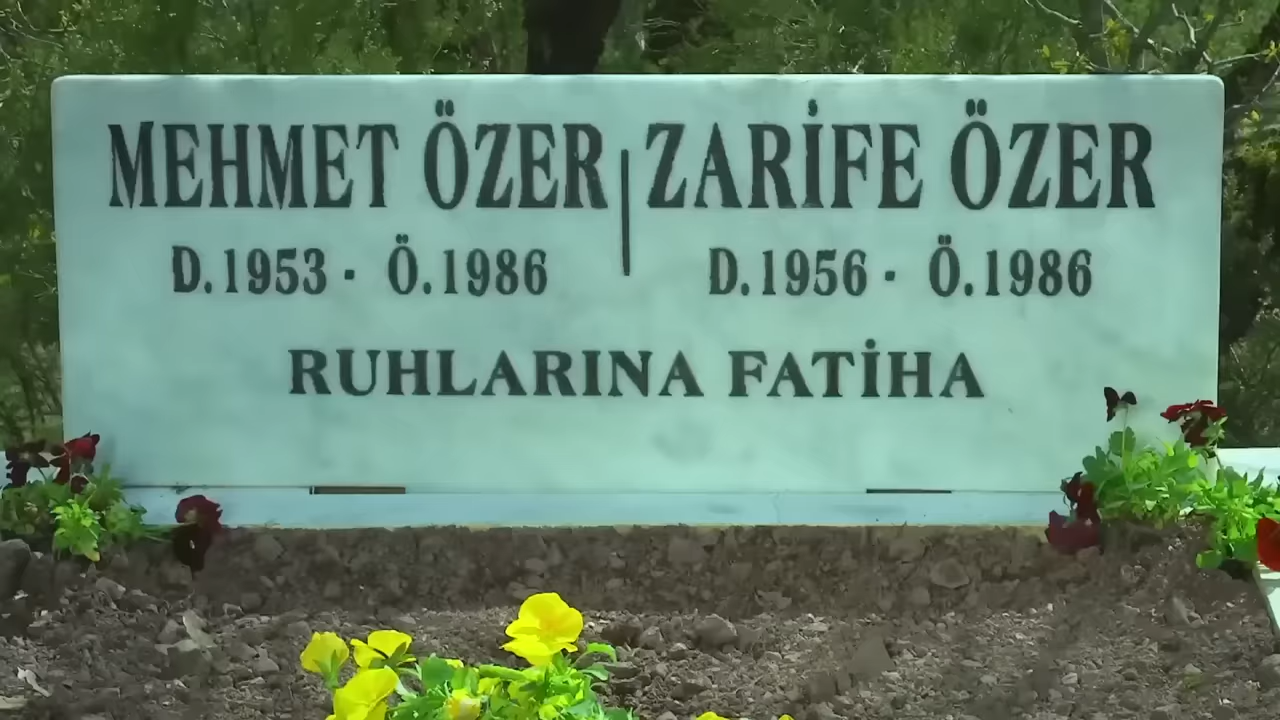 MEHMET ÖZER | ZARİFE ÖZER
D.1953 - Ö.1986 D.1956 - Ö.1986
RUHLARINA FATİHA